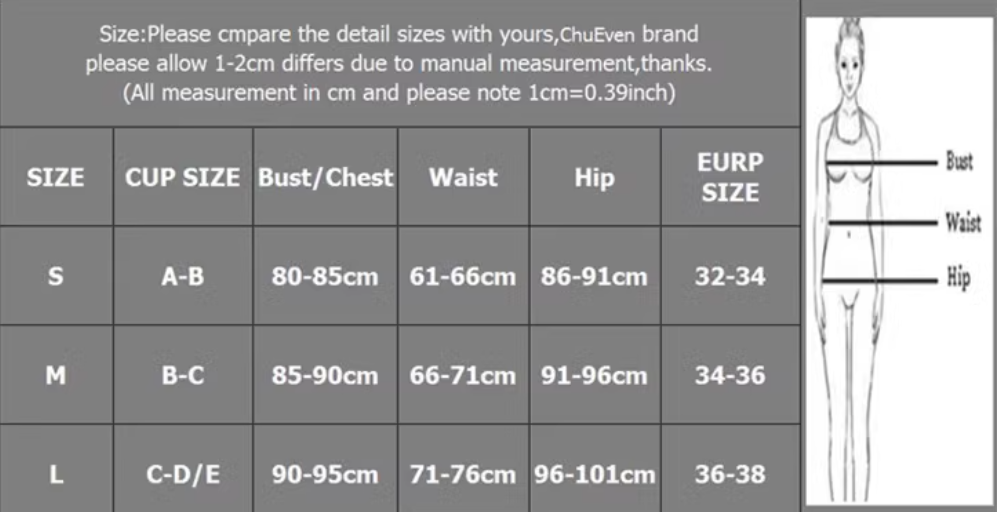 Size:Please cmpare the detail sizes with yours,ChuEven brand
please allow 1-2cm differs due to manual measurement,thanks.
(All measurement in cm and please note 1cm=0.39inch)
SIZE CUP SIZE Bust/Chest Waist Hip EURP SIZE
S A-B 80-85cm 61-66cm 86-91cm 32-34
M B-C 85-90cm 66-71cm 91-96cm 34-36
L C-D/E 90-95cm 71-76cm 96-101cm 36-38
Bust
Waist
Hip